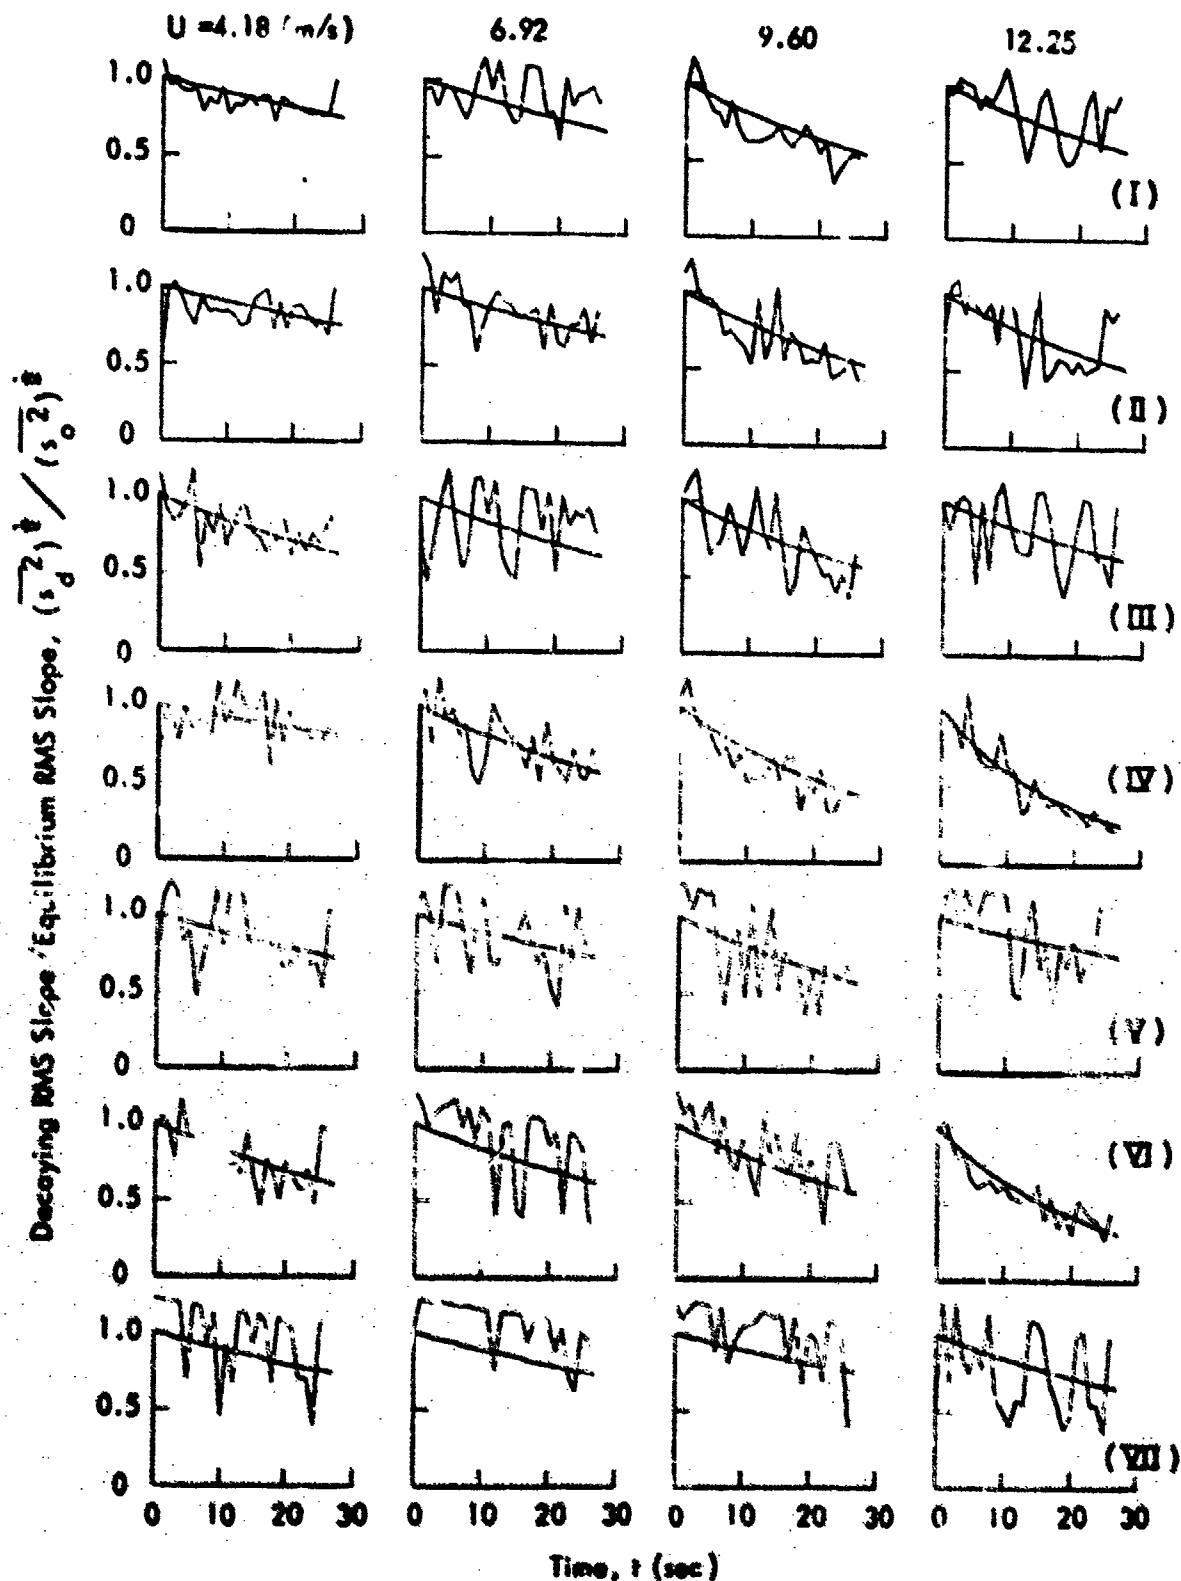 U =4.18 (m/s) 6.92 9.60 12.25
1.0
0.5
0
(I)
1.0
0.5
0
(II)
1.0
0.5
0
(III)
1.0
0.5
0
(IV)
1.0
0.5
0
(V)
1.0
0.5
0
(VI)
1.0
0.5
0
(VII)
0 10 20 30 0 10 20 30 0 10 20 30 0 10 20 30
Time, t (sec)
Decaying RMS Slope/Equilibrium RMS Slope, (s_d^2)^½ / (s_o^2)^½